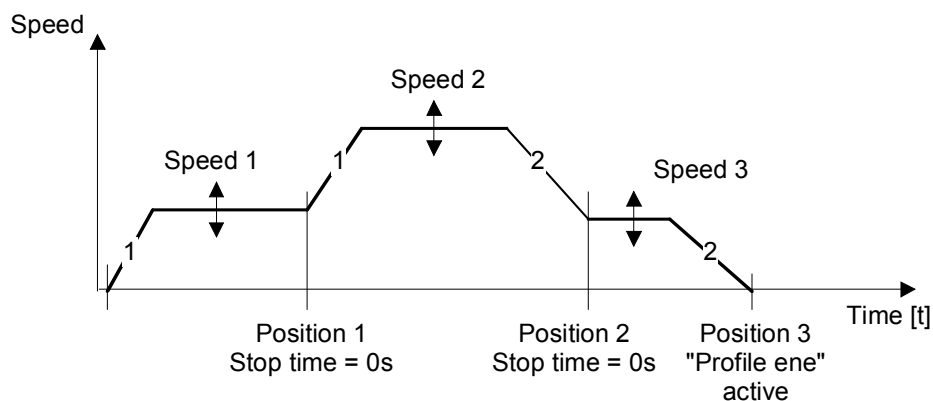 Speed
Speed 2
Speed 1
1
2
Speed 3
1
2
Time [t]
Position 1
Stop time = 0s
Position 2
Stop time = 0s
Position 3
"Profile ene"
active